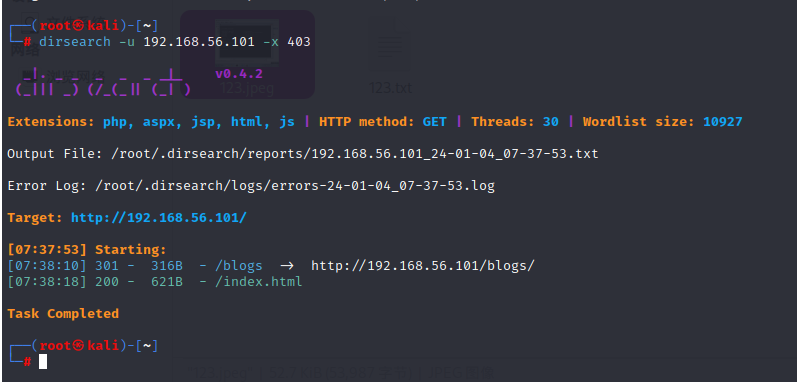 ┌──(root㉿kali)-[~]
└─# dirsearch -u 192.168.56.101 -x 403
123.jpeg
123.txt
_|. _ _ _ _ _ _|_ v0.4.2
(_||| _) (/_(_|| (_| )
Extensions: php, aspx, jsp, html, js | HTTP method: GET | Threads: 30 | Wordlist size: 10927
Output File: /root/.dirsearch/reports/192.168.56.101_24-01-04_07-37-53.txt
Error Log: /root/.dirsearch/logs/errors-24-01-04_07-37-53.log
Target: http://192.168.56.101/
[07:37:53] Starting:
[07:38:10] 301 - 316B - /blogs -> http://192.168.56.101/blogs/
[07:38:18] 200 - 621B - /index.html
Task Completed
┌──(root㉿kali)-[~]
└─#